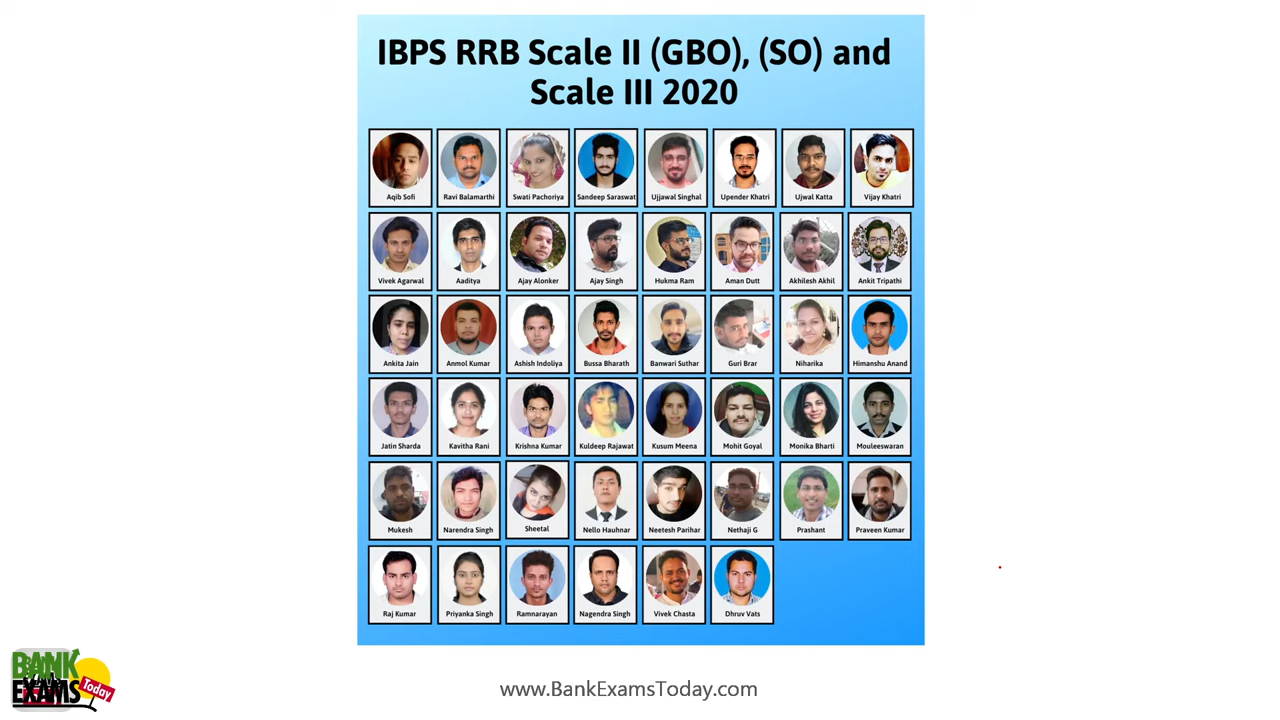 IBPS RRB Scale II (GBO), (SO) and
Scale III 2020
Aqib Sofi
Ravi Balamarthi
Swati Pachoriya
Sandeep Saraswat
Ujjawal Singhal
Upender Khatri
Ujwal Katta
Vijay Khatri
Vivek Agarwal
Aaditya
Ajay Alonker
Ajay Singh
Hukma Ram
Aman Dutt
Akhilesh Akhil
Ankit Tripathi
Ankita Jain
Anmol Kumar
Ashish Indoliya
Bussa Bharath
Banwari Suthar
Guri Brar
Niharika
Himanshu Anand
Jatin Sharda
Kavitha Rani
Krishna Kumar
Kuldeep Rajawat
Kusum Meena
Mohit Goyal
Monika Bharti
Mouleeswaran
Mukesh
Narendra Singh
Sheetal
Nello Hauhnar
Neetesh Parihar
Nethaji G
Prashant
Praveen Kumar
Raj Kumar
Priyanka Singh
Ramnarayan
Nagendra Singh
Vivek Chasta
Dhruv Vats
BANK
EXAMS
Today
www.BankExamsToday.com